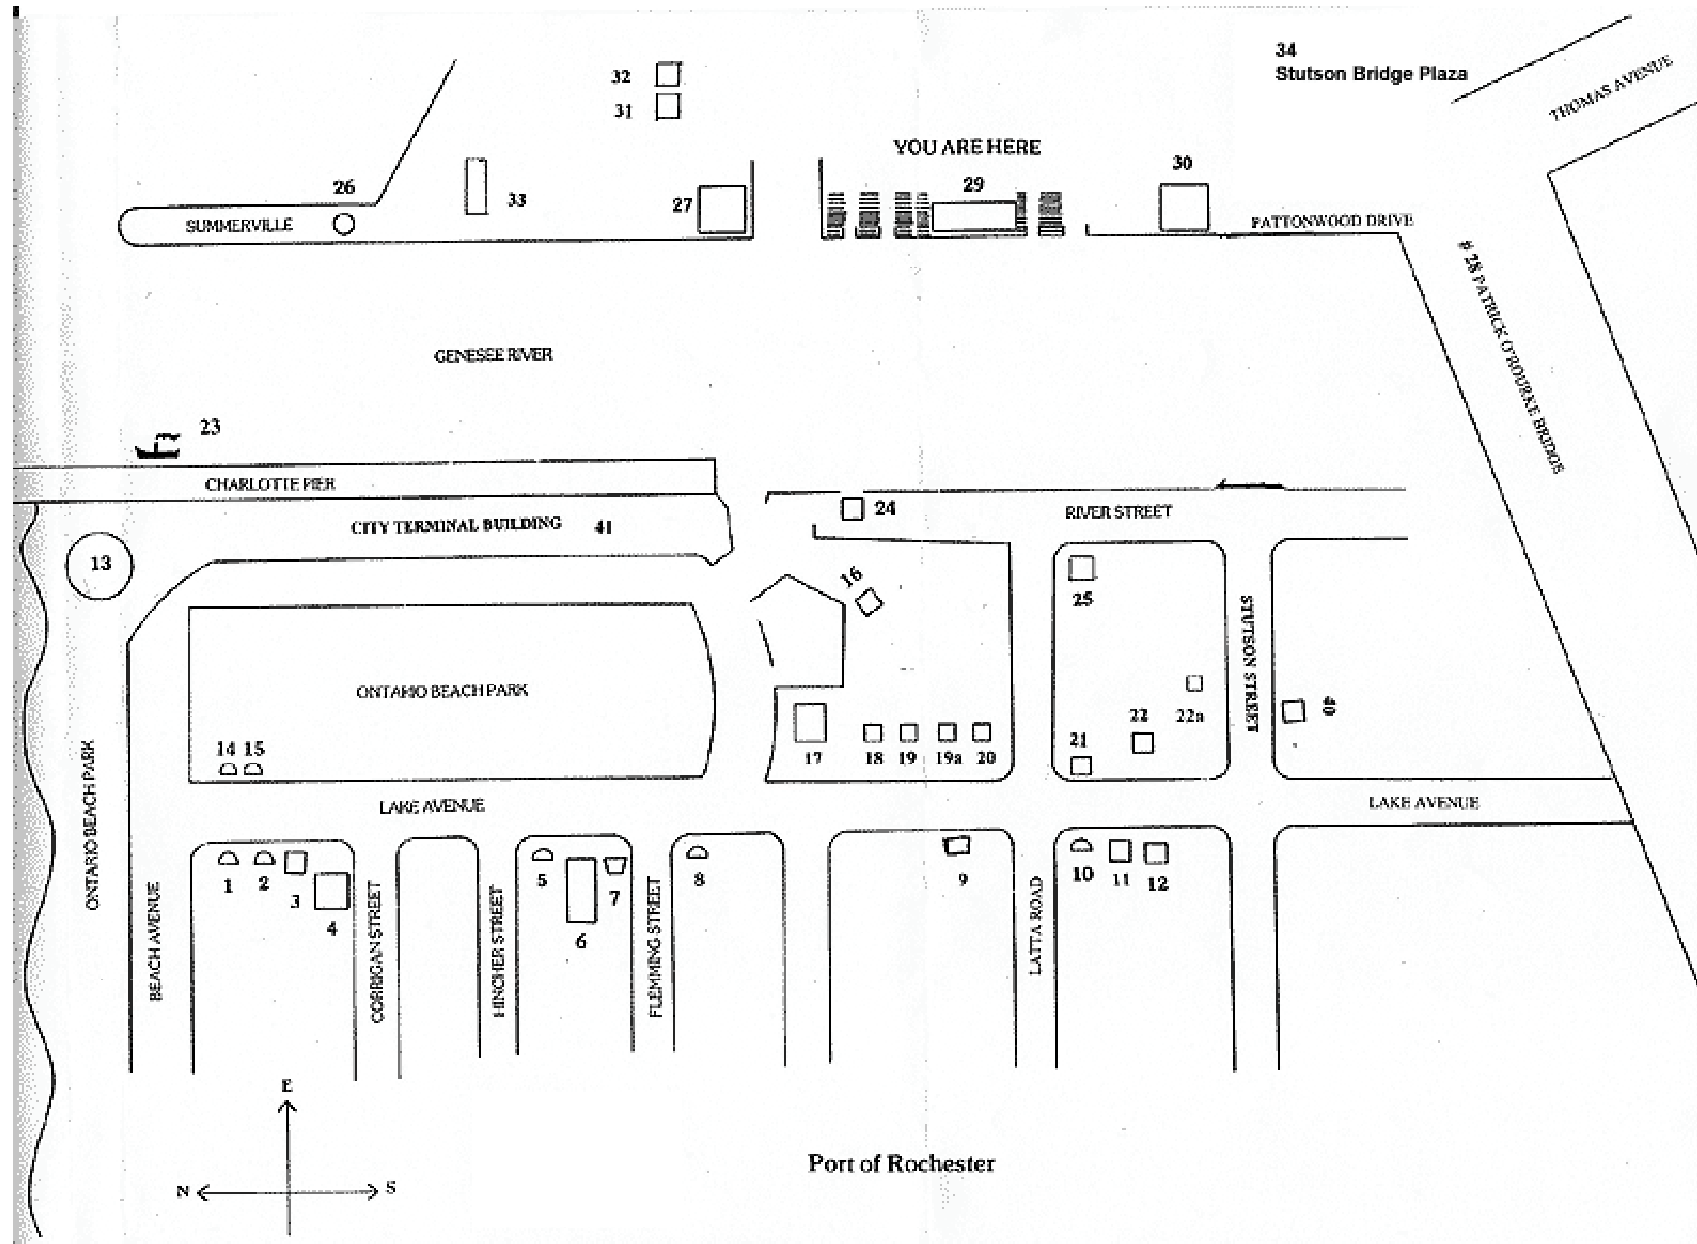 34
Stutson Bridge Plaza
THOMAS AVENUE
32
31
YOU ARE HERE
30
29
26
33
27
SUMMERVILLE
PATTONWOOD DRIVE
# 28 PATRICK O'ROURKE BRIDGE
GENESEE RIVER
23
CHARLOTTE PIER
24
RIVER STREET
CITY TERMINAL BUILDING 41
13
16
25
STUTSON STREET
ONTARIO BEACH PARK
22
22a
40
14 15
21
17
18 19 19a 20
ONTARIO BEACH PARK
LAKE AVENUE
LAKE AVENUE
1
2
3
4
5
6
7
8
9
10
11
12
BEACH AVENUE
CORRIGAN STREET
HINCHER STREET
FLEMMING STREET
LATTA ROAD
E
N
S
Port of Rochester